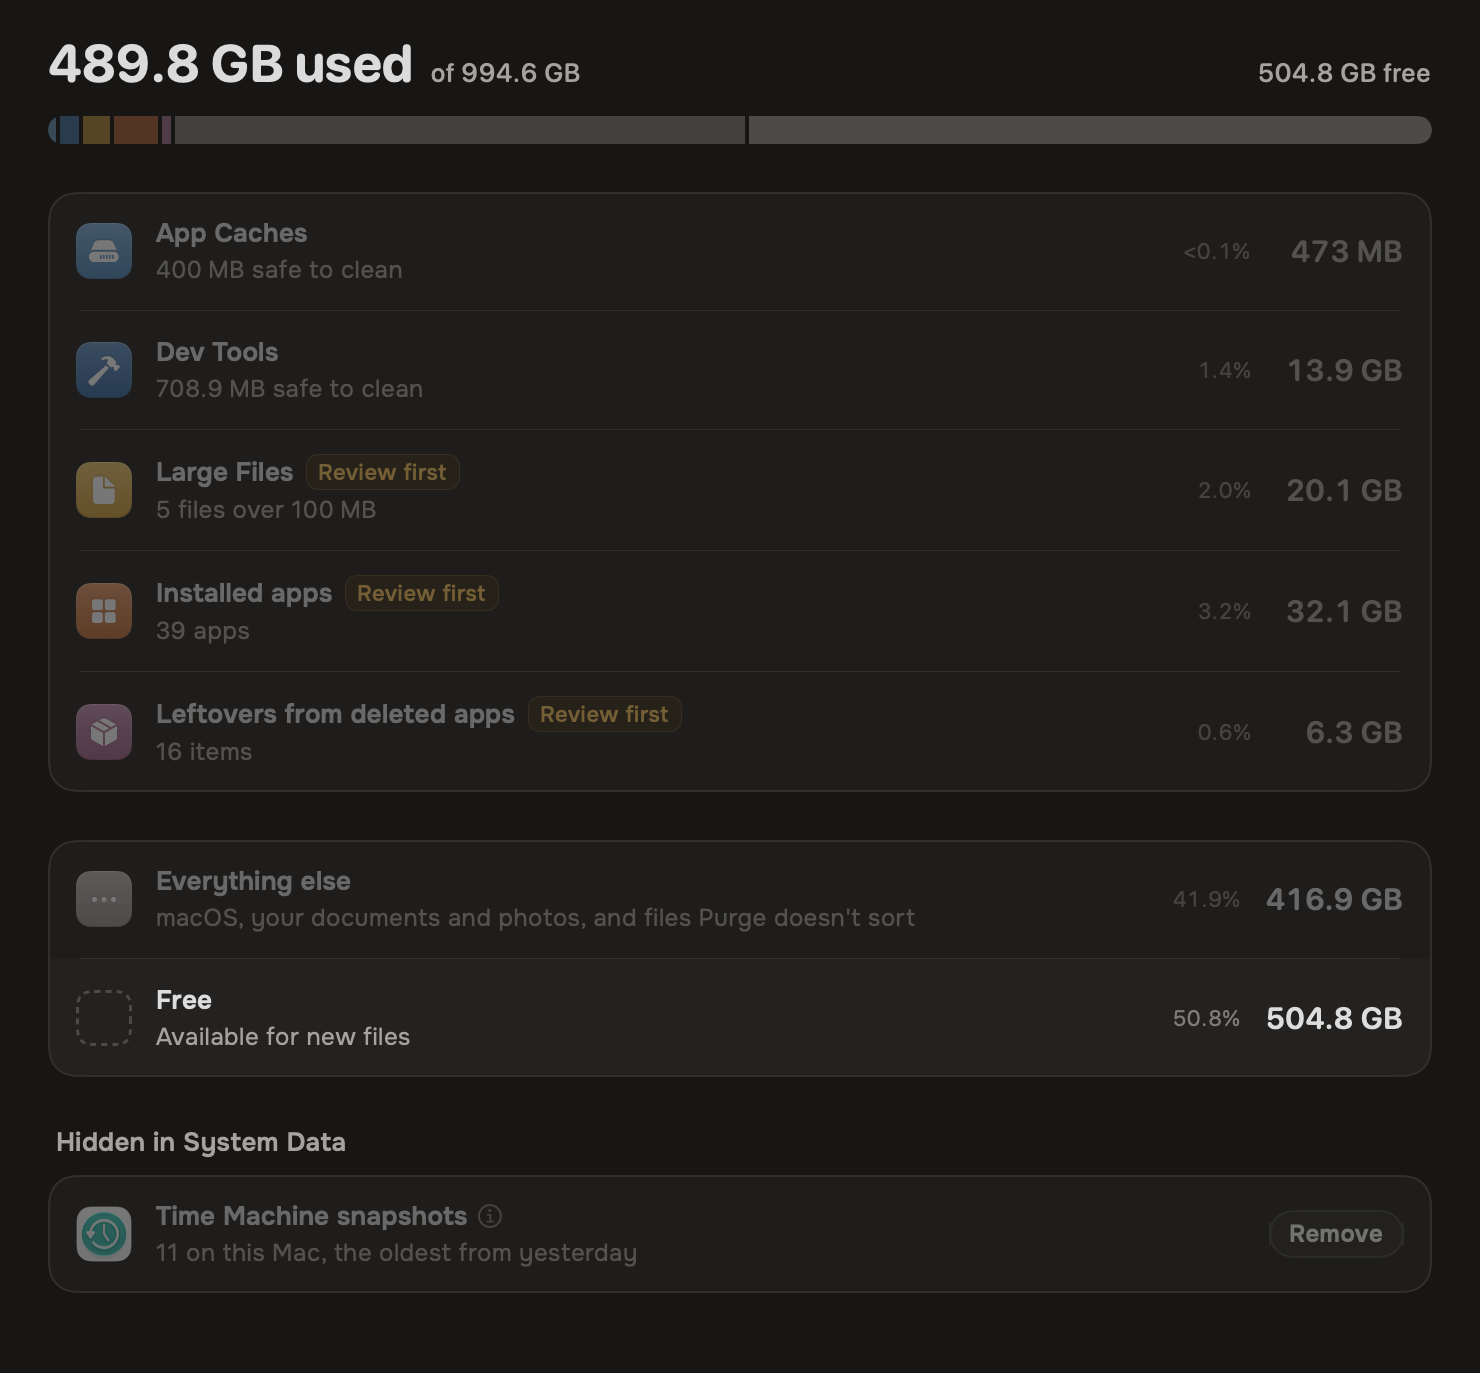 489.8 GB used of 994.6 GB 504.8 GB free
App Caches
400 MB safe to clean
<0.1% 473 MB
Dev Tools
708.9 MB safe to clean
1.4% 13.9 GB
Large Files Review first
5 files over 100 MB
2.0% 20.1 GB
Installed apps Review first
39 apps
3.2% 32.1 GB
Leftovers from deleted apps Review first
16 items
0.6% 6.3 GB
Everything else
macOS, your documents and photos, and files Purge doesn't sort
41.9% 416.9 GB
Free
Available for new files
50.8% 504.8 GB
Hidden in System Data
Time Machine snapshots
11 on this Mac, the oldest from yesterday
Remove